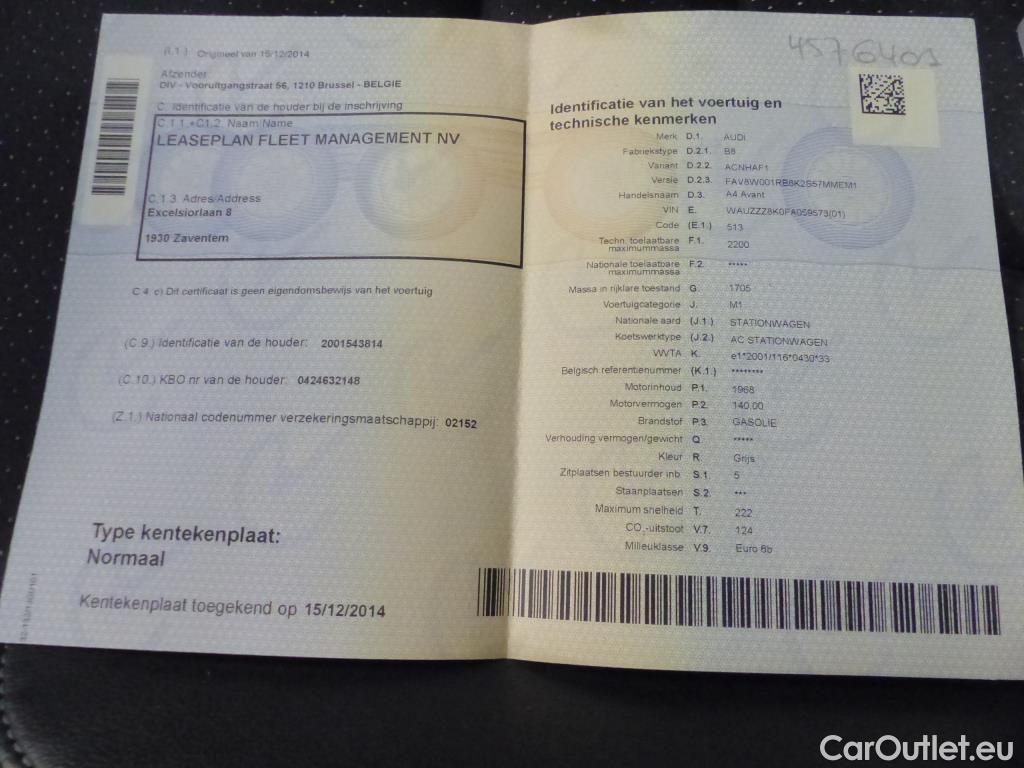 (I.1.) Origineel van 15/12/2014
4576401
Afzender
DIV - Vooruitgangstraat 56, 1210 Brussel - BELGIE
C. Identificatie van de houder bij de inschrijving
C.1.1.+C1.2. Naam/Name
LEASEPLAN FLEET MANAGEMENT NV
C.1.3. Adres/Address
Excelsiorlaan 8
1930 Zaventem
C.4. c) Dit certificaat is geen eigendomsbewijs van het voertuig
(C.9.) Identificatie van de houder: 2001543814
(C.10.) KBO nr van de houder: 0424632148
(Z.1.) Nationaal codenummer verzekeringsmaatschappij: 02152
Type kentekenplaat:
Normaal
Kentekenplaat toegekend op 15/12/2014
Identificatie van het voertuig en
technische kenmerken
Merk D.1. AUDI
Fabriekstype D.2.1. B8
Variant D.2.2. ACNHAF1
Versie D.2.3. FAV8W001RB8K2S57MMEM1
Handelsnaam D.3. A4 Avant
VIN E. WAUZZZ8K0FA059573(01)
Code (E.1.) 513
Techn. toelaatbare
maximummassa F.1. 2200
Nationale toelaatbare
maximummassa F.2. *****
Massa in rijklare toestand G. 1705
Voertuigcategorie J. M1
Nationale aard (J.1.) STATIONWAGEN
Koetswerktype (J.2.) AC STATIONWAGEN
WVTA K. e1*2001/116*0430*33
Belgisch referentienummer (K.1.) ********
Motorinhoud P.1. 1968
Motorvermogen P.2. 140.00
Brandstof P.3. GASOLIE
Verhouding vermogen/gewicht Q. *****
Kleur R. Grijs
Zitplaatsen bestuurder inb. S.1. 5
Staanplaatsen S.2. ***
Maximum snelheid T. 222
CO₂-uitstoot V.7. 124
Milieuklasse V.9. Euro 6b
CarOutlet.eu